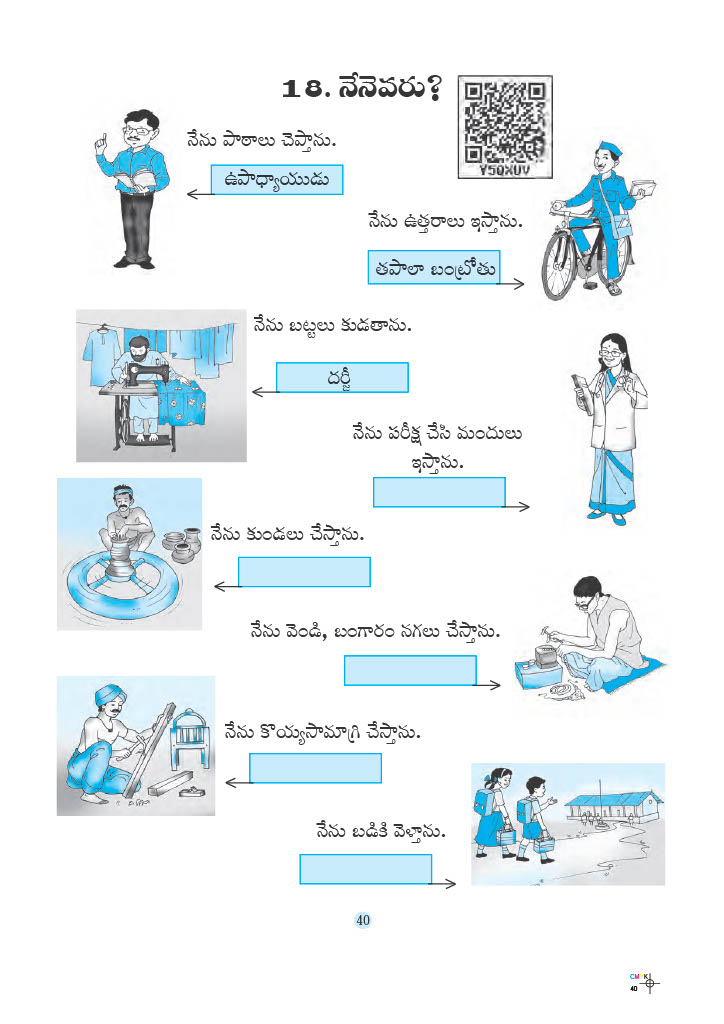 18. నేనెవరు?
Y5QXUV
నేను పాఠాలు చెప్తాను.
ఉపాధ్యాయుడు
నేను ఉత్తరాలు ఇస్తాను.
తపాలా బంట్రోతు
నేను బట్టలు కుడతాను.
దర్జీ
నేను పరీక్ష చేసి మందులు
ఇస్తాను.
నేను కుండలు చేస్తాను.
నేను వెండి, బంగారం నగలు చేస్తాను.
నేను కొయ్యసామాగ్రి చేస్తాను.
నేను బడికి వెళ్తాను.
40
CMYK
40